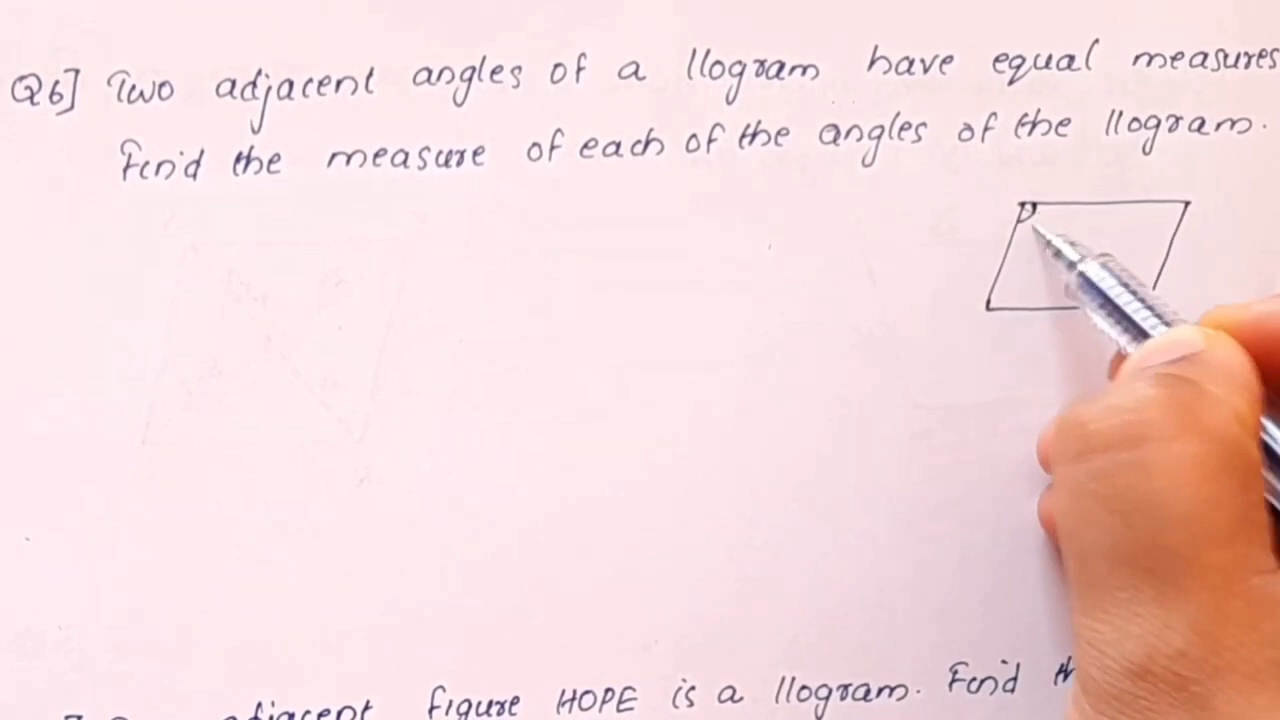 Q6] Two adjacent angles of a llogram have equal measures
Find the measure of each of the angles of the llogram.
adjacent figure HOPE is a llogram. Find